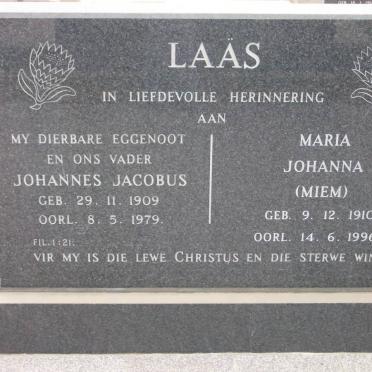 LAÄS
IN LIEFDEVOLLE HERINNERING
AAN
MY DIERBARE EGGENOOT
EN ONS VADER
JOHANNES JACOBUS
GEB. 29. 11. 1909
OORL. 8. 5. 1979.
MARIA
JOHANNA
(MIEM)
GEB. 9. 12. 1910
OORL. 14. 6. 1996
FIL. 1:21.
VIR MY IS DIE LEWE CHRISTUS EN DIE STERWE WI